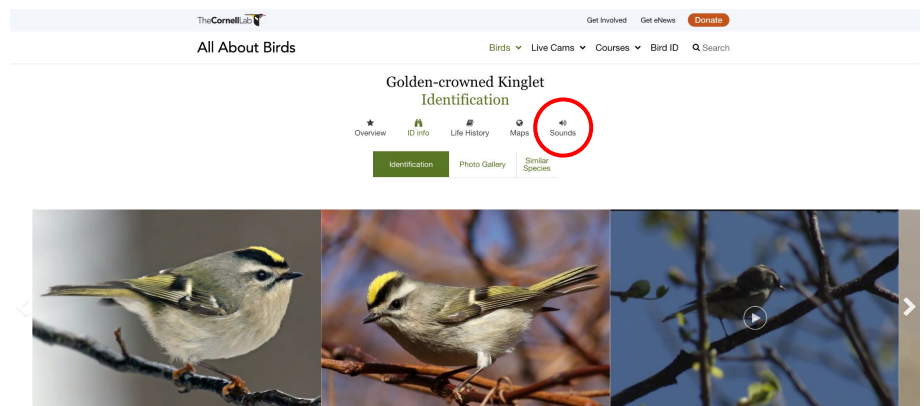 TheCornellLab
Get Involved Get eNews Donate
All About Birds
Birds Live Cams Courses Bird ID Search
Golden-crowned Kinglet
Identification
Overview ID info Life History Maps Sounds
Identification Photo Gallery Similar
Species